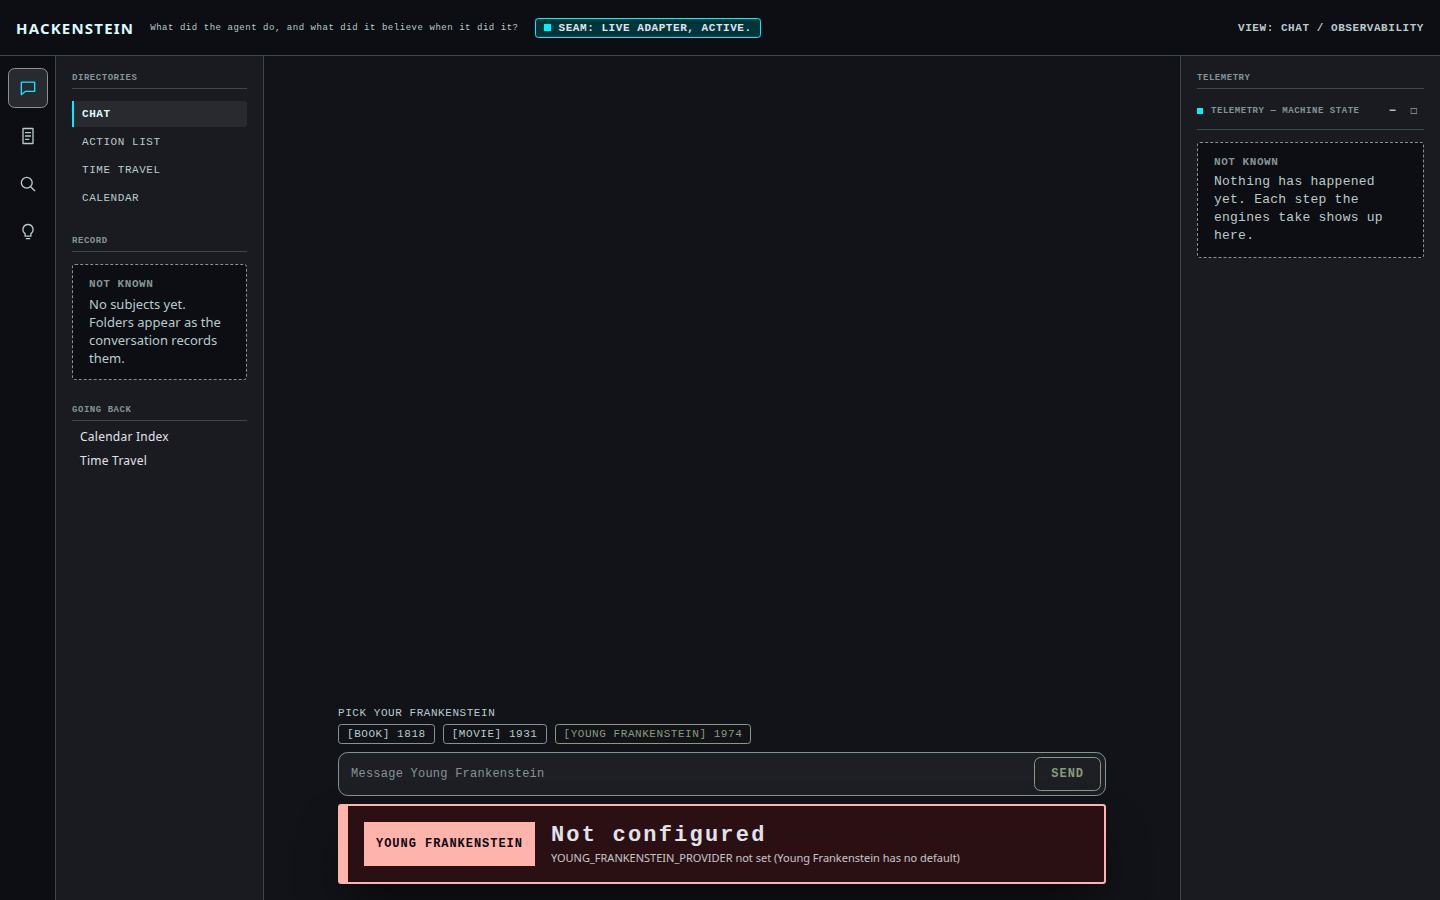 HACKENSTEIN
What did the agent do, and what did it believe when it did it?
SEAM: LIVE ADAPTER, ACTIVE.
VIEW: CHAT / OBSERVABILITY
DIRECTORIES
CHAT
ACTION LIST
TIME TRAVEL
CALENDAR
RECORD
NOT KNOWN
No subjects yet.
Folders appear as the
conversation records
them.
GOING BACK
Calendar Index
Time Travel
PICK YOUR FRANKENSTEIN
[BOOK] 1818
[MOVIE] 1931
[YOUNG FRANKENSTEIN] 1974
Message Young Frankenstein
SEND
YOUNG FRANKENSTEIN
Not configured
YOUNG_FRANKENSTEIN_PROVIDER not set (Young Frankenstein has no default)
TELEMETRY
TELEMETRY — MACHINE STATE
NOT KNOWN
Nothing has happened
yet. Each step the
engines take shows up
here.